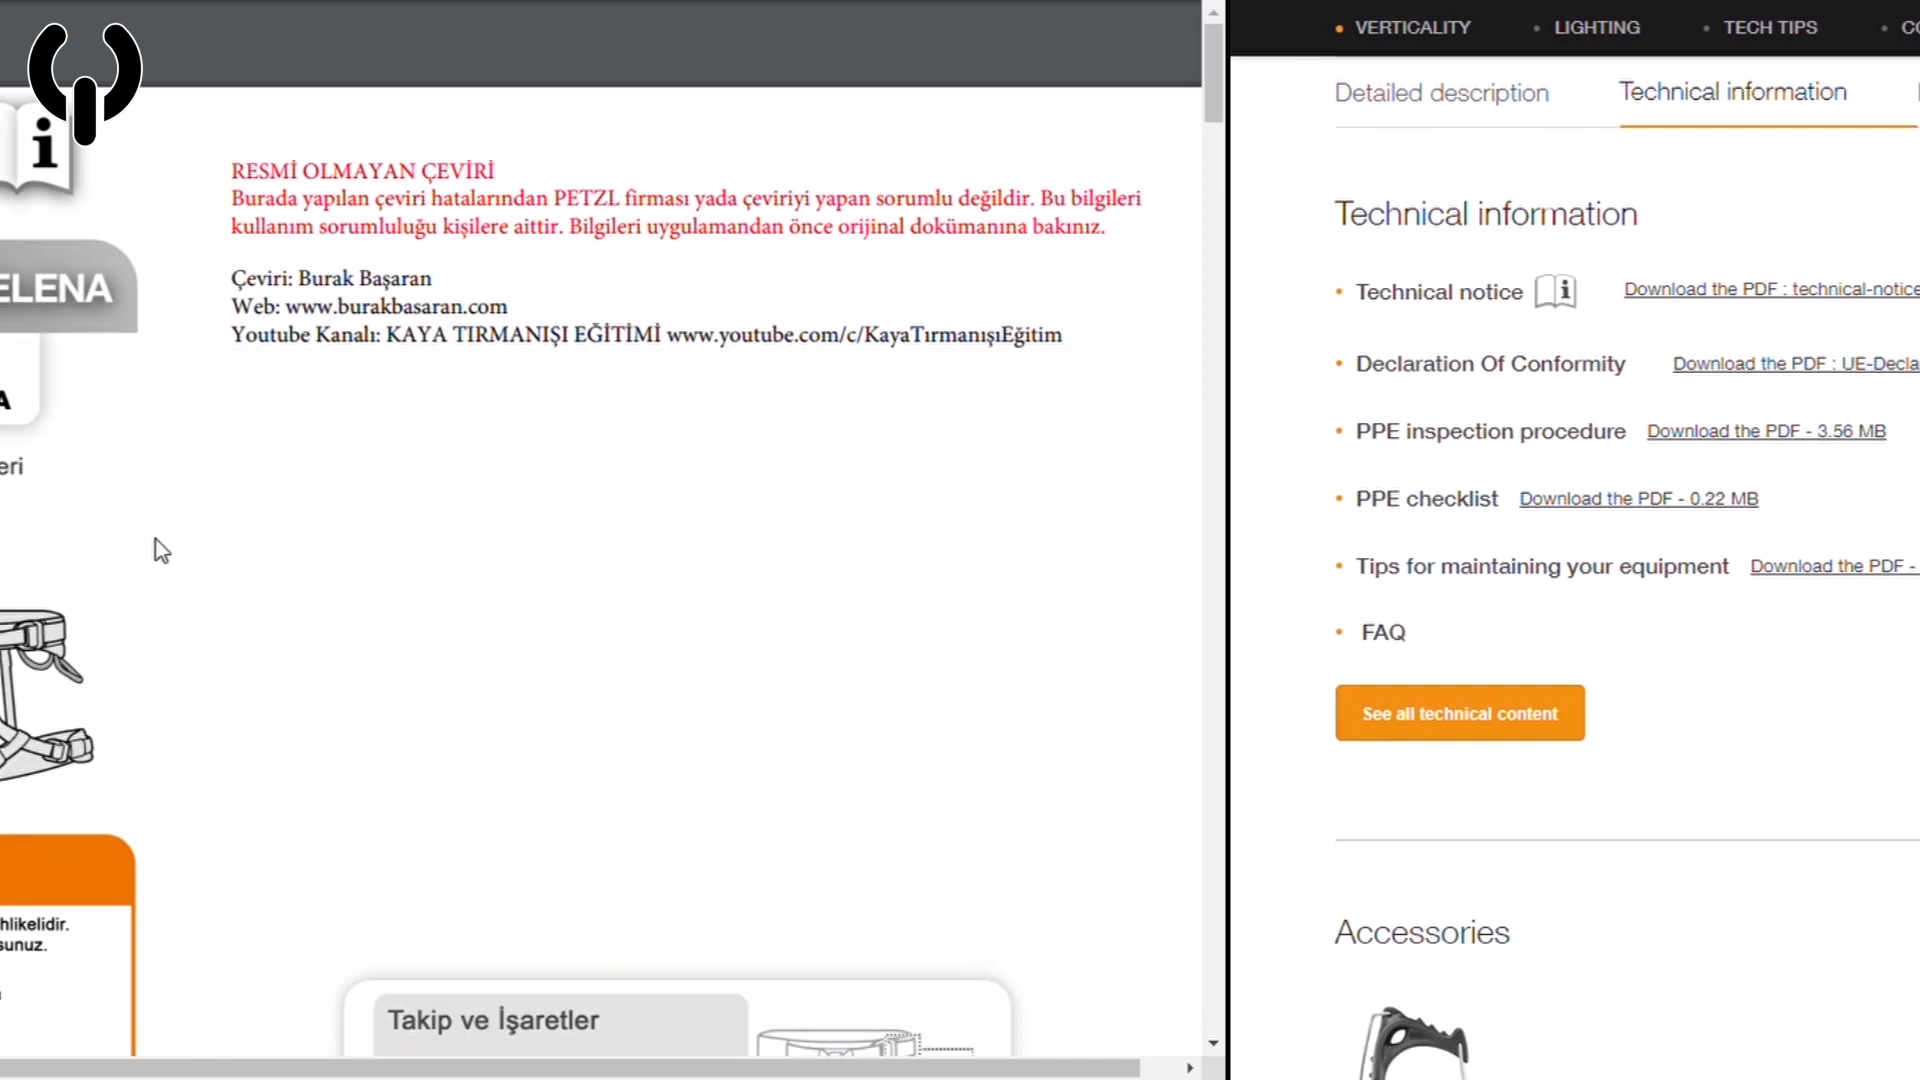 RESMİ OLMAYAN ÇEVİRİ
Burada yapılan çeviri hatalarından PETZL firması yada çeviriyi yapan sorumlu değildir. Bu bilgileri
kullanım sorumluluğu kişilere aittir. Bilgileri uygulamandan önce orijinal dokümanına bakınız.
Çeviri: Burak Başaran
Web: www.burakbasaran.com
Youtube Kanalı: KAYA TIRMANIŞI EĞİTİMİ www.youtube.com/c/KayaTırmanışıEğitim
ELENA
A
eri
hlikelidir.
sunuz.
Takip ve İşaretler
VERTICALITY
LIGHTING
TECH TIPS
Detailed description
Technical information
Technical information
Technical notice Download the PDF : technical-notice
Declaration Of Conformity Download the PDF : UE-Decla
PPE inspection procedure Download the PDF - 3.56 MB
PPE checklist Download the PDF - 0.22 MB
Tips for maintaining your equipment Download the PDF -
FAQ
See all technical content
Accessories